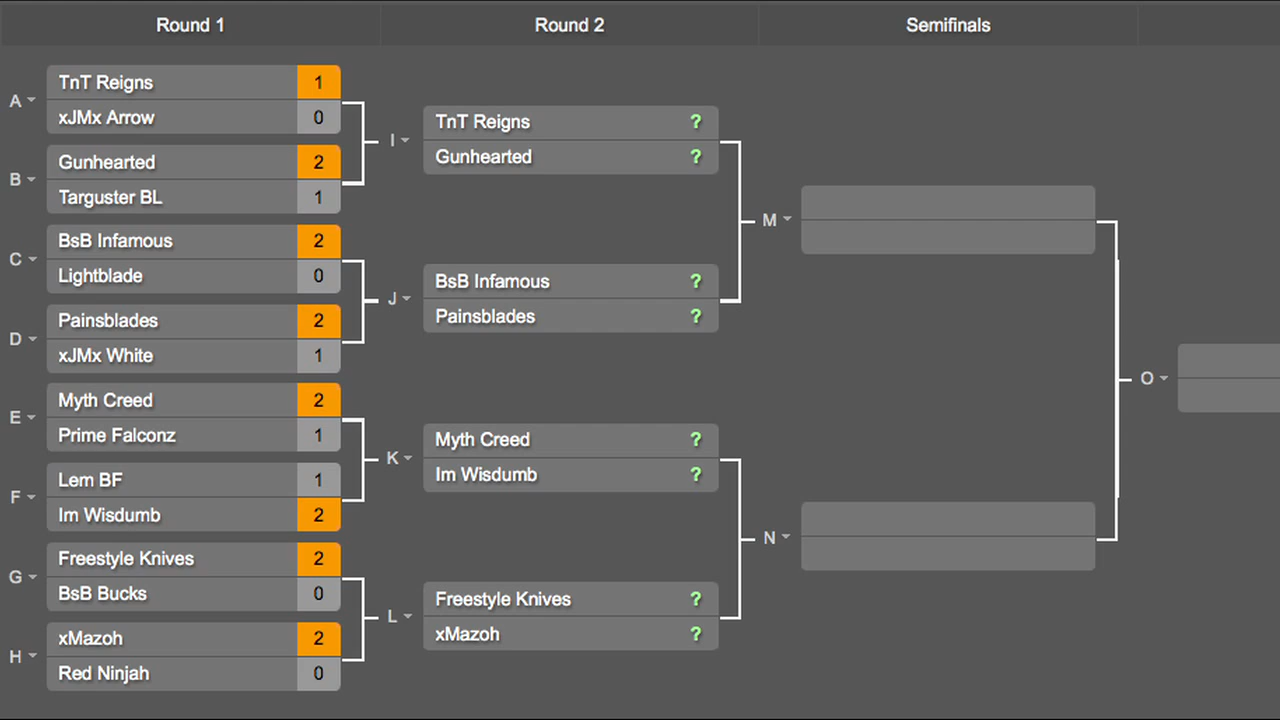 Round 1
Round 2
Semifinals
A
TnT Reigns 1
xJMx Arrow 0
B
Gunhearted 2
Targuster BL 1
C
BsB Infamous 2
Lightblade 0
D
Painsblades 2
xJMx White 1
E
Myth Creed 2
Prime Falconz 1
F
Lem BF 1
Im Wisdumb 2
G
Freestyle Knives 2
BsB Bucks 0
H
xMazoh 2
Red Ninjah 0
I
TnT Reigns ?
Gunhearted ?
J
BsB Infamous ?
Painsblades ?
K
Myth Creed ?
Im Wisdumb ?
L
Freestyle Knives ?
xMazoh ?
M
N
O